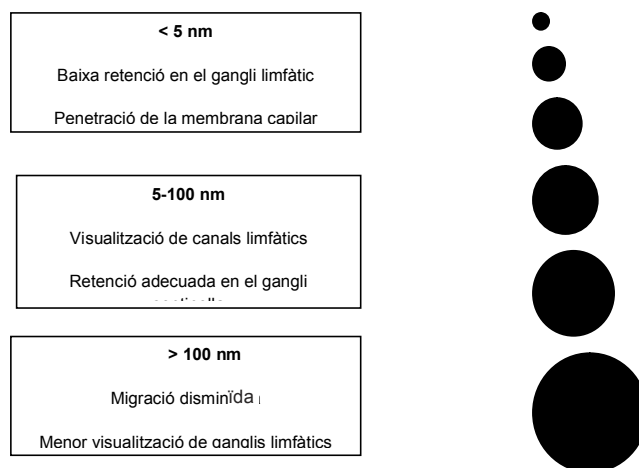 < 5 nm
Baixa retenció en el gangli limfàtic
Penetració de la membrana capilar
5-100 nm
Visualització de canals limfàtics
Retenció adecuada en el gangli
> 100 nm
Migració disminïda
Menor visualització de ganglis limfàtics